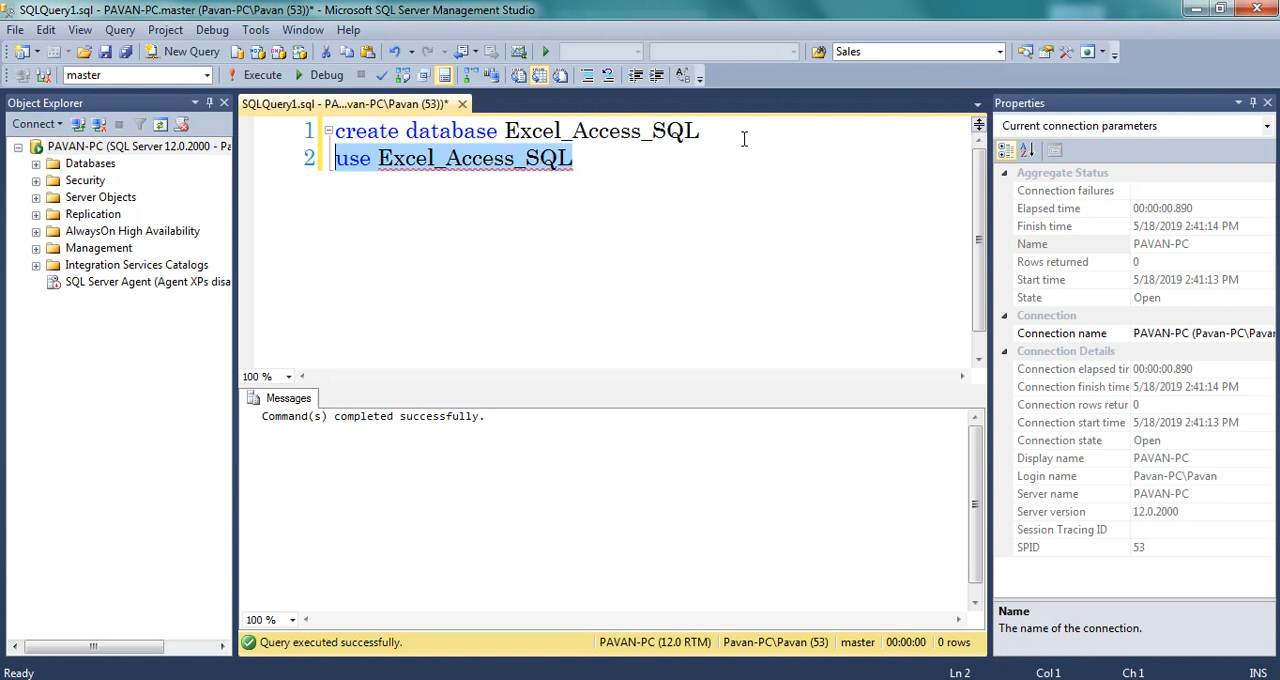 SQLQuery1.sql - PAVAN-PC.master (Pavan-PC\Pavan (53))* - Microsoft SQL Server Management Studio
File Edit View Query Project Debug Tools Window Help
New Query Sales
master Execute Debug
Object Explorer
Connect
PAVAN-PC (SQL Server 12.0.2000 - Pa
Databases
Security
Server Objects
Replication
AlwaysOn High Availability
Management
Integration Services Catalogs
SQL Server Agent (Agent XPs disa
SQLQuery1.sql - PA...van-PC\Pavan (53))*
1 create database Excel_Access_SQL
2 use Excel_Access_SQL
100 %
Messages
Command(s) completed successfully.
100 %
Query executed successfully. PAVAN-PC (12.0 RTM) Pavan-PC\Pavan (53) master 00:00:00 0 rows
Properties
Current connection parameters
Aggregate Status
Connection failures
Elapsed time 00:00:00.890
Finish time 5/18/2019 2:41:14 PM
Name PAVAN-PC
Rows returned 0
Start time 5/18/2019 2:41:13 PM
State Open
Connection
Connection name PAVAN-PC (Pavan-PC\Pavar
Connection Details
Connection elapsed tin 00:00:00.890
Connection finish time 5/18/2019 2:41:14 PM
Connection rows retur 0
Connection start time 5/18/2019 2:41:13 PM
Connection state Open
Display name PAVAN-PC
Login name Pavan-PC\Pavan
Server name PAVAN-PC
Server version 12.0.2000
Session Tracing ID
SPID 53
Name
The name of the connection.
Ready Ln 2 Col 1 Ch 1 INS